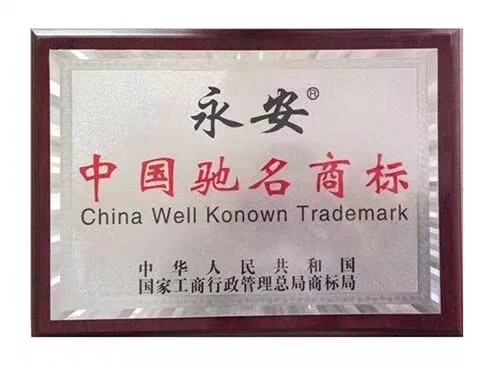 永安®
中国驰名商标
China Well Konown Trademark
中华人民共和国
国家工商行政管理总局商标局